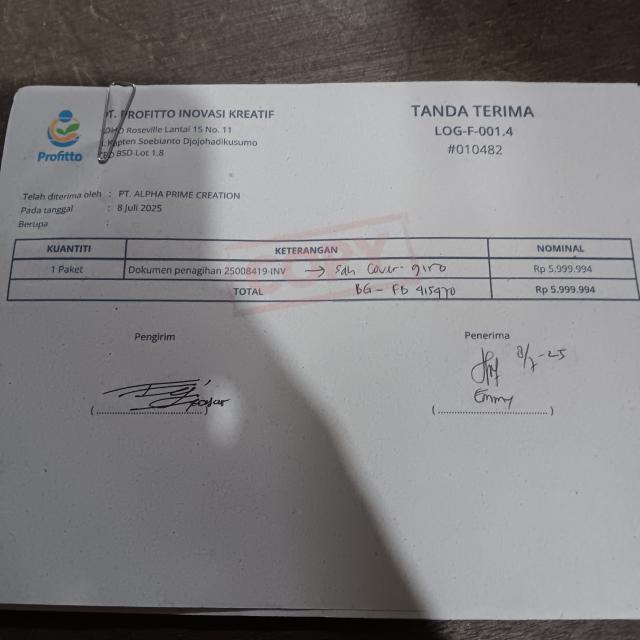 PT. PROFITTO INOVASI KREATIF
Roseville Lantai 15 No. 11
Kapten Soebianto Djojohadikusumo
BSD Lot 1.8
Profitto
TANDA TERIMA
LOG-F-001.4
#010482
Telah diterima oleh : PT. ALPHA PRIME CREATION
Pada tanggal : 8 Juli 2025
Berupa :
COPY
KUANTITI KETERANGAN NOMINAL
1 Paket Dokumen penagihan 25008419-INV → sdh cover giro Rp 5.999.994
TOTAL BG - FD 915970 Rp 5.999.994
Pengirim Penerima
8/7-25
Emmy
(..................................) (..................................)